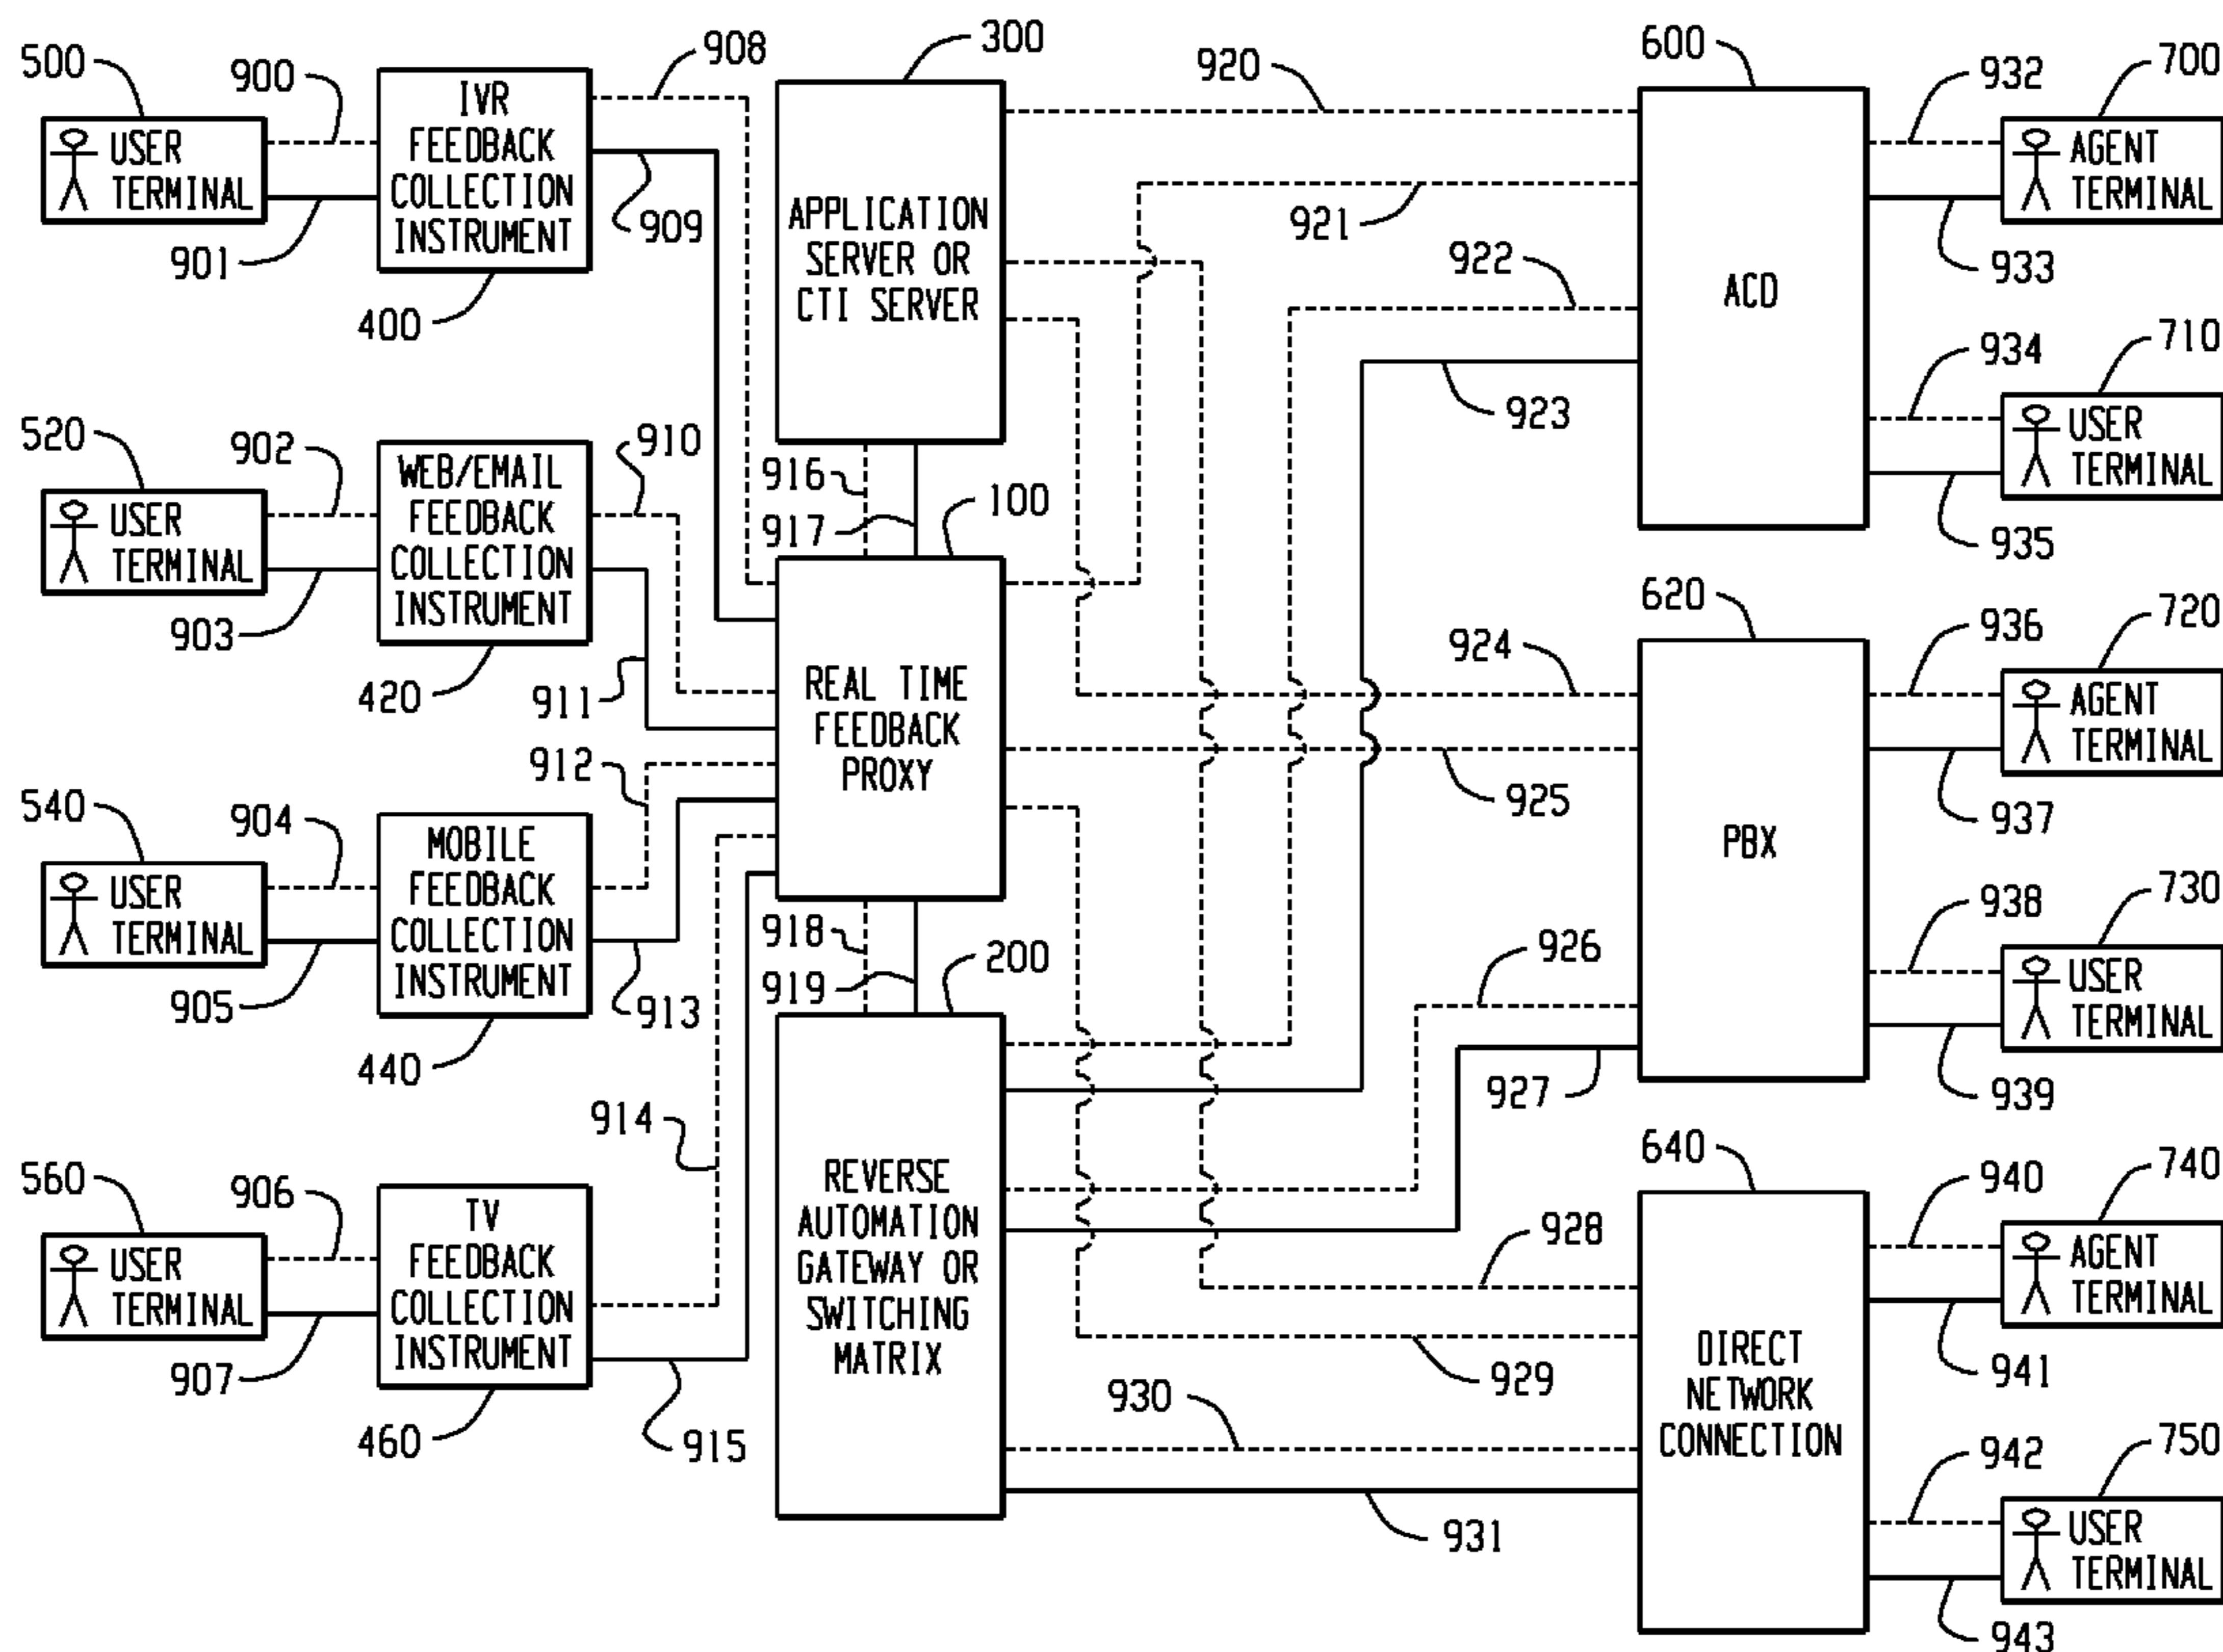 500
900
USER
TERMINAL
901
IVR
FEEDBACK
COLLECTION
INSTRUMENT
400
908
909
520
902
USER
TERMINAL
903
WEB/EMAIL
FEEDBACK
COLLECTION
INSTRUMENT
420
910
911
540
904
USER
TERMINAL
905
MOBILE
FEEDBACK
COLLECTION
INSTRUMENT
440
912
913
560
906
USER
TERMINAL
907
TV
FEEDBACK
COLLECTION
INSTRUMENT
460
914
915
300
APPLICATION
SERVER OR
CTI SERVER
916
917
100
REAL TIME
FEEDBACK
PROXY
918
919
200
REVERSE
AUTOMATION
GATEWAY OR
SWITCHING
MATRIX
920
921
922
923
924
925
926
927
928
929
930
931
600
ACD
932
700
AGENT
TERMINAL
933
934
710
USER
TERMINAL
935
620
PBX
936
720
AGENT
TERMINAL
937
938
730
USER
TERMINAL
939
640
DIRECT
NETWORK
CONNECTION
940
740
AGENT
TERMINAL
941
942
750
USER
TERMINAL
943